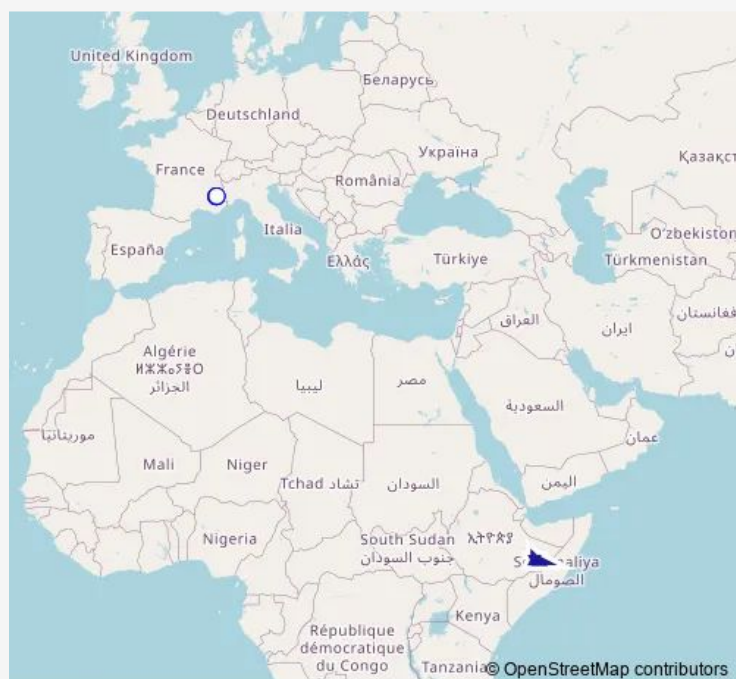 United Kingdom
Беларусь
Deutschland
Україна
France
Қазақст
România
Italia
O'zbekiston
España
Ελλάς
Türkiye
Türkmenistan
افغانستان
العراق
ایران
Algérie
ⵍⵣⵣⴰⵢⴻⵔ
الجزائر
ليبيا
مصر
السعودية
عمان
موريتانيا
Mali
Niger
Tchad تشاد
السودان
اليمن
Nigeria
South Sudan
جنوب السودان
ኢትዮጵያ
الصومال
Kenya
République
démocratique
du Congo
Tanzania
© OpenStreetMap contributors